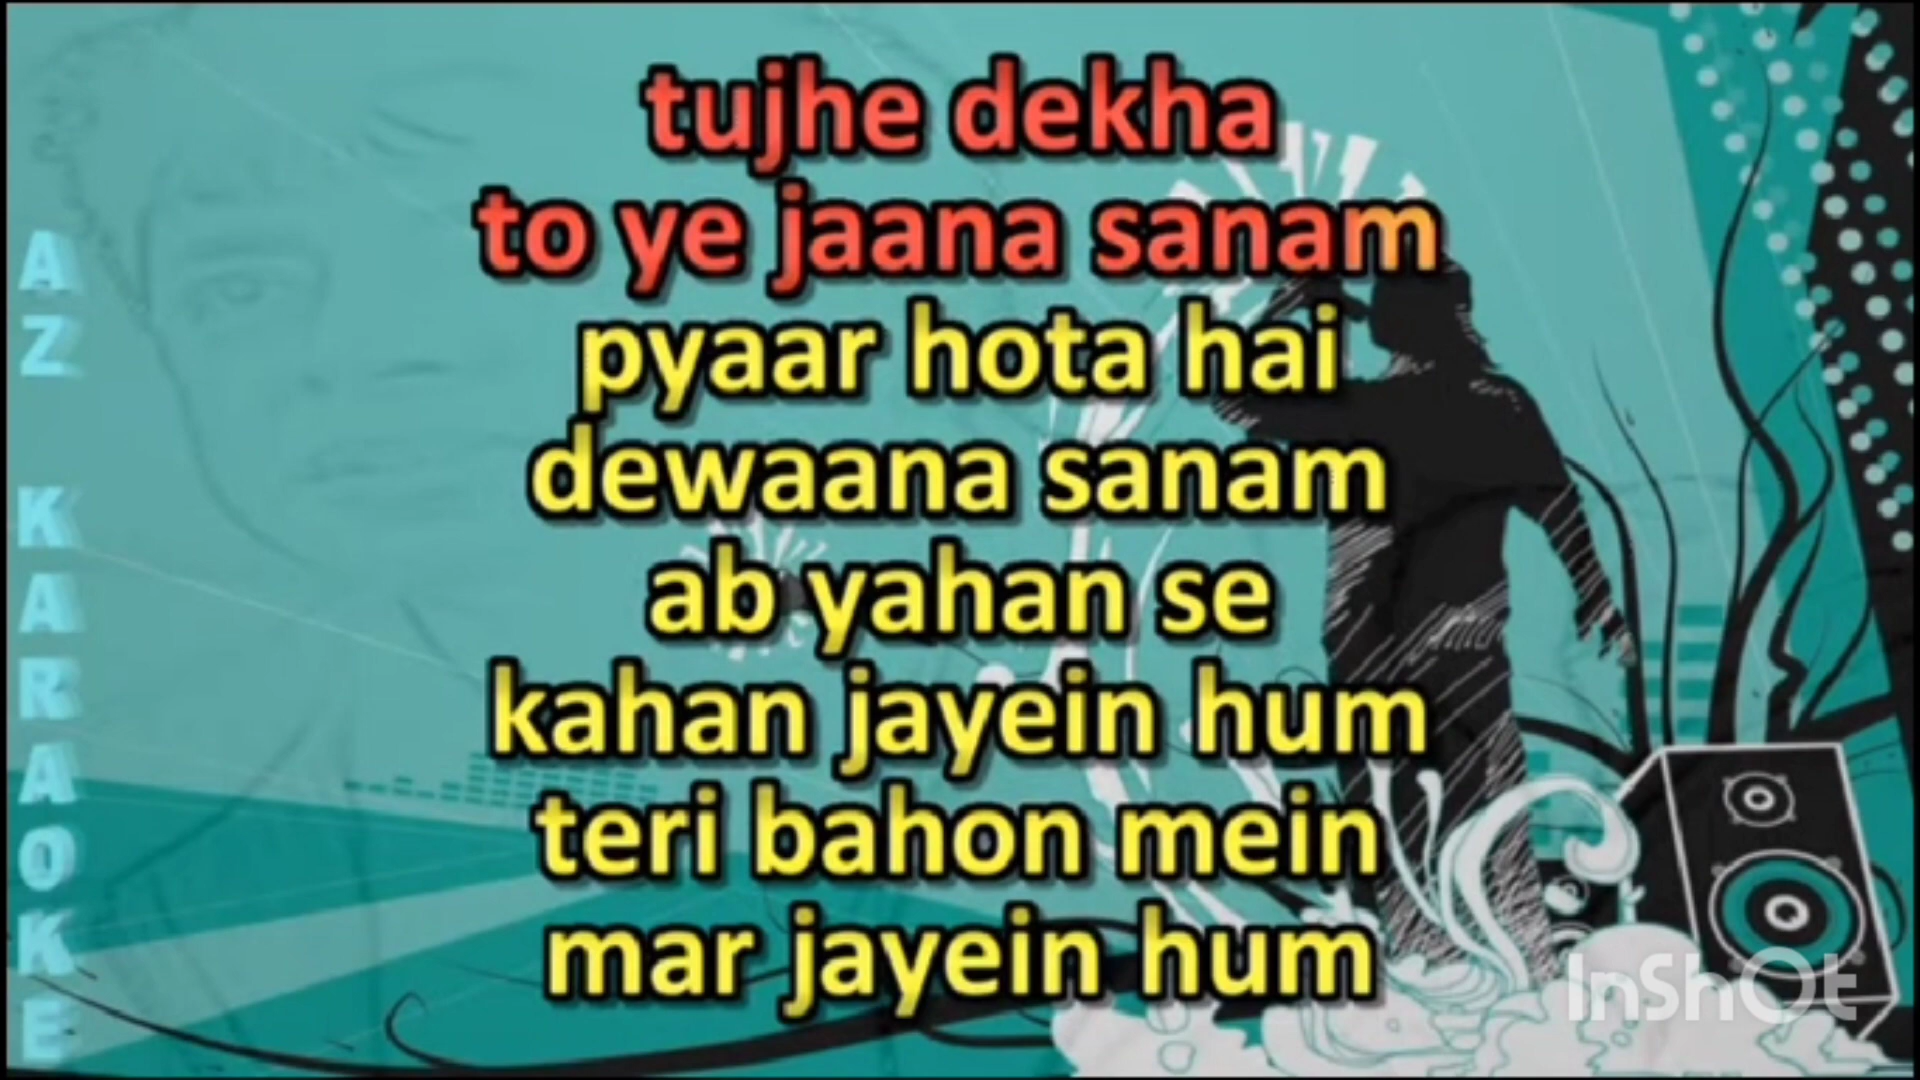 tujhe dekha
to ye jaana sanam
pyaar hota hai
dewaana sanam
ab yahan se
kahan jayein hum
teri bahon mein
mar jayein hum
AZ KARAOKE
InShOt